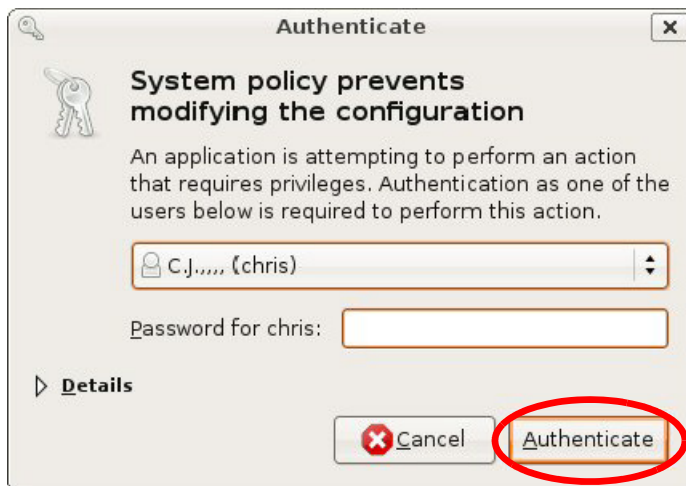 Authenticate
System policy prevents
modifying the configuration
An application is attempting to perform an action
that requires privileges. Authentication as one of the
users below is required to perform this action.
C.J.,,,, (chris)
Password for chris:
Details
Cancel
Authenticate